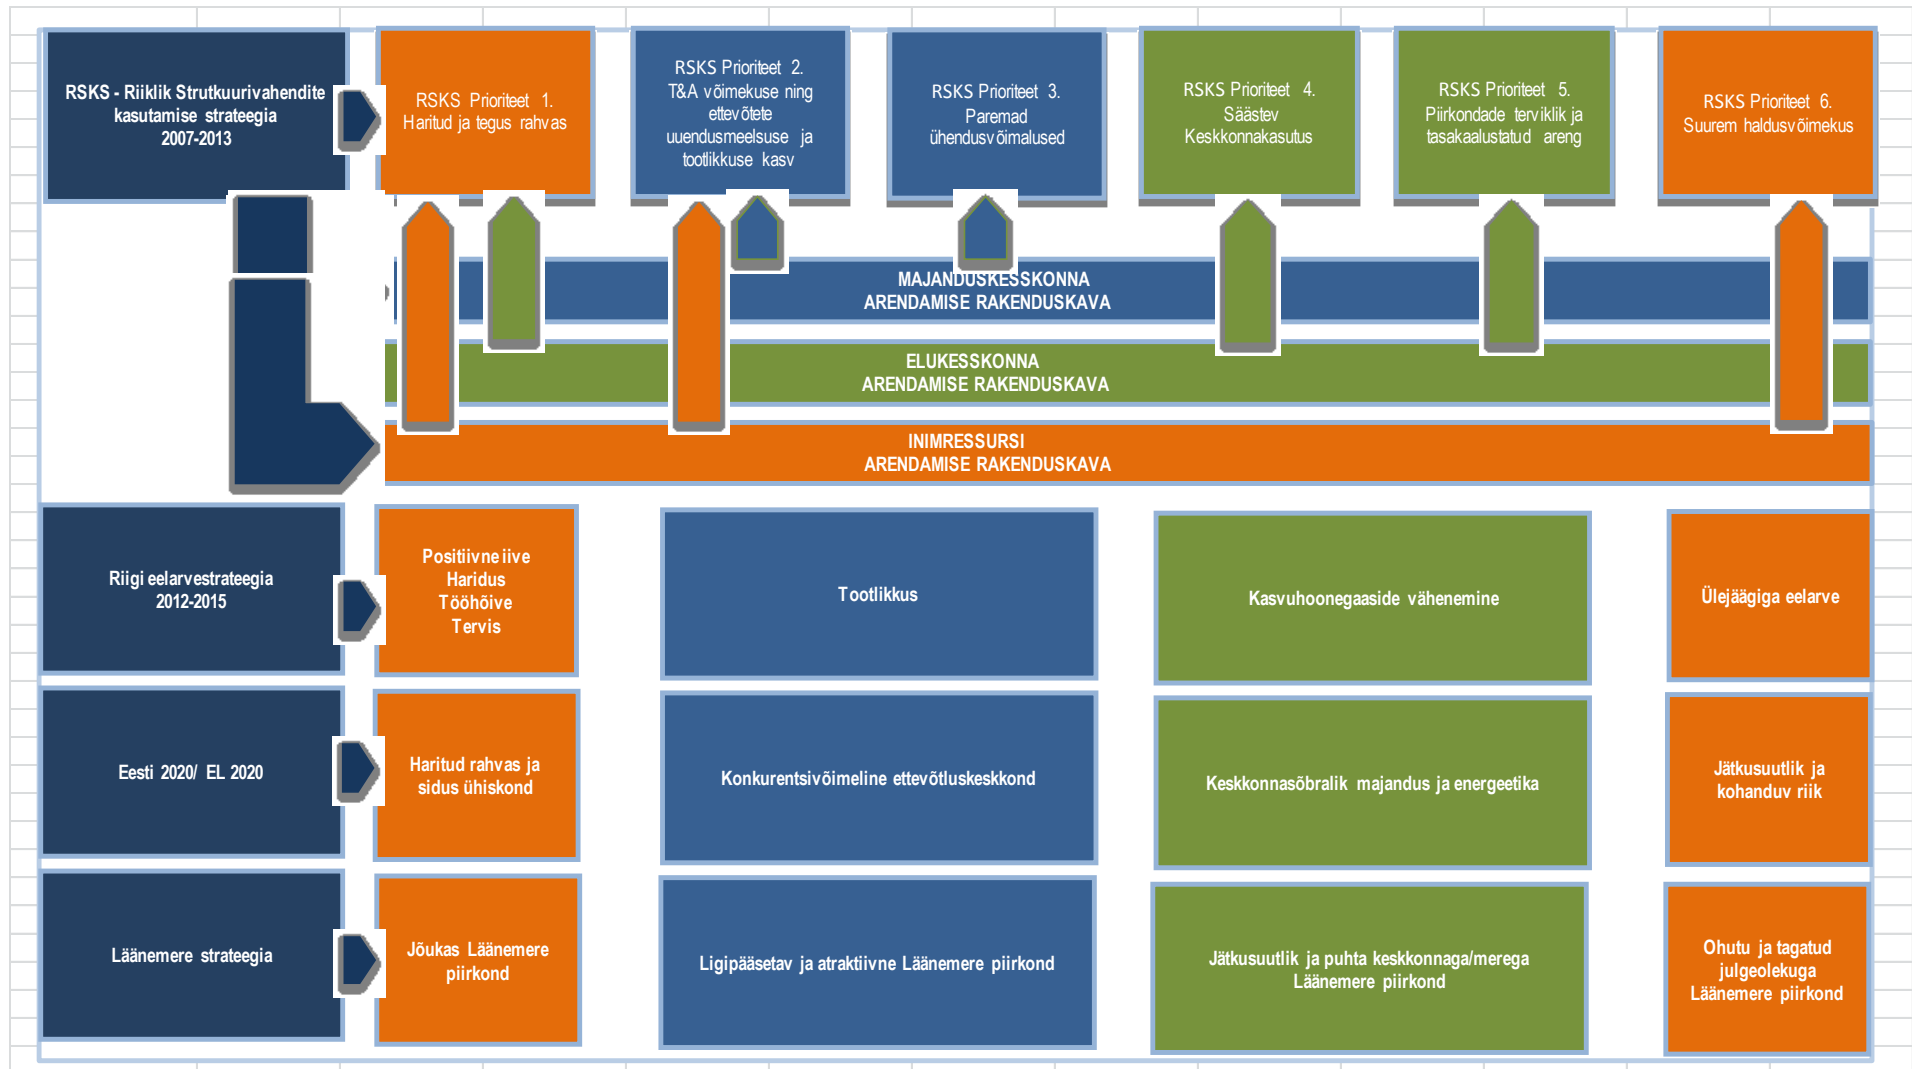 RSKS - Riiklik Strutkuurivahendite
kasutamise strateegia
2007-2013
RSKS Prioriteet 1.
Haritud ja tegus rahvas
RSKS Prioriteet 2.
T&A võimekuse ning
ettevõtete
uuendusmeelsuse ja
tootlikkuse kasv
RSKS Prioriteet 3.
Paremad
ühendusvõimalused
RSKS Prioriteet 4.
Säästev
Keskkonnakasutus
RSKS Prioriteet 5.
Piirkondade terviklik ja
tasakaalustatud areng
RSKS Prioriteet 6.
Suurem haldusvõimekus
MAJANDUSKESSKONNA
ARENDAMISE RAKENDUSKAVA
ELUKESSKONNA
ARENDAMISE RAKENDUSKAVA
INIMRESSURSI
ARENDAMISE RAKENDUSKAVA
Riigi eelarvestrateegia
2012-2015
Positiivne iive
Haridus
Tööhõive
Tervis
Tootlikkus
Kasvuhoonegaaside vähenemine
Ülejäägiga eelarve
Eesti 2020/ EL 2020
Haritud rahvas ja
sidus ühiskond
Konkurentsivõimeline ettevõtluskeskkond
Keskkonnasõbralik majandus ja energeetika
Jätkusuutlik ja
kohanduv riik
Läänemere strateegia
Jõukas Läänemere
piirkond
Ligipääsetav ja atraktiivne Läänemere piirkond
Jätkusuutlik ja puhta keskkonnaga/merega
Läänemere piirkond
Ohutu ja tagatud
julgeolekuga
Läänemere piirkond